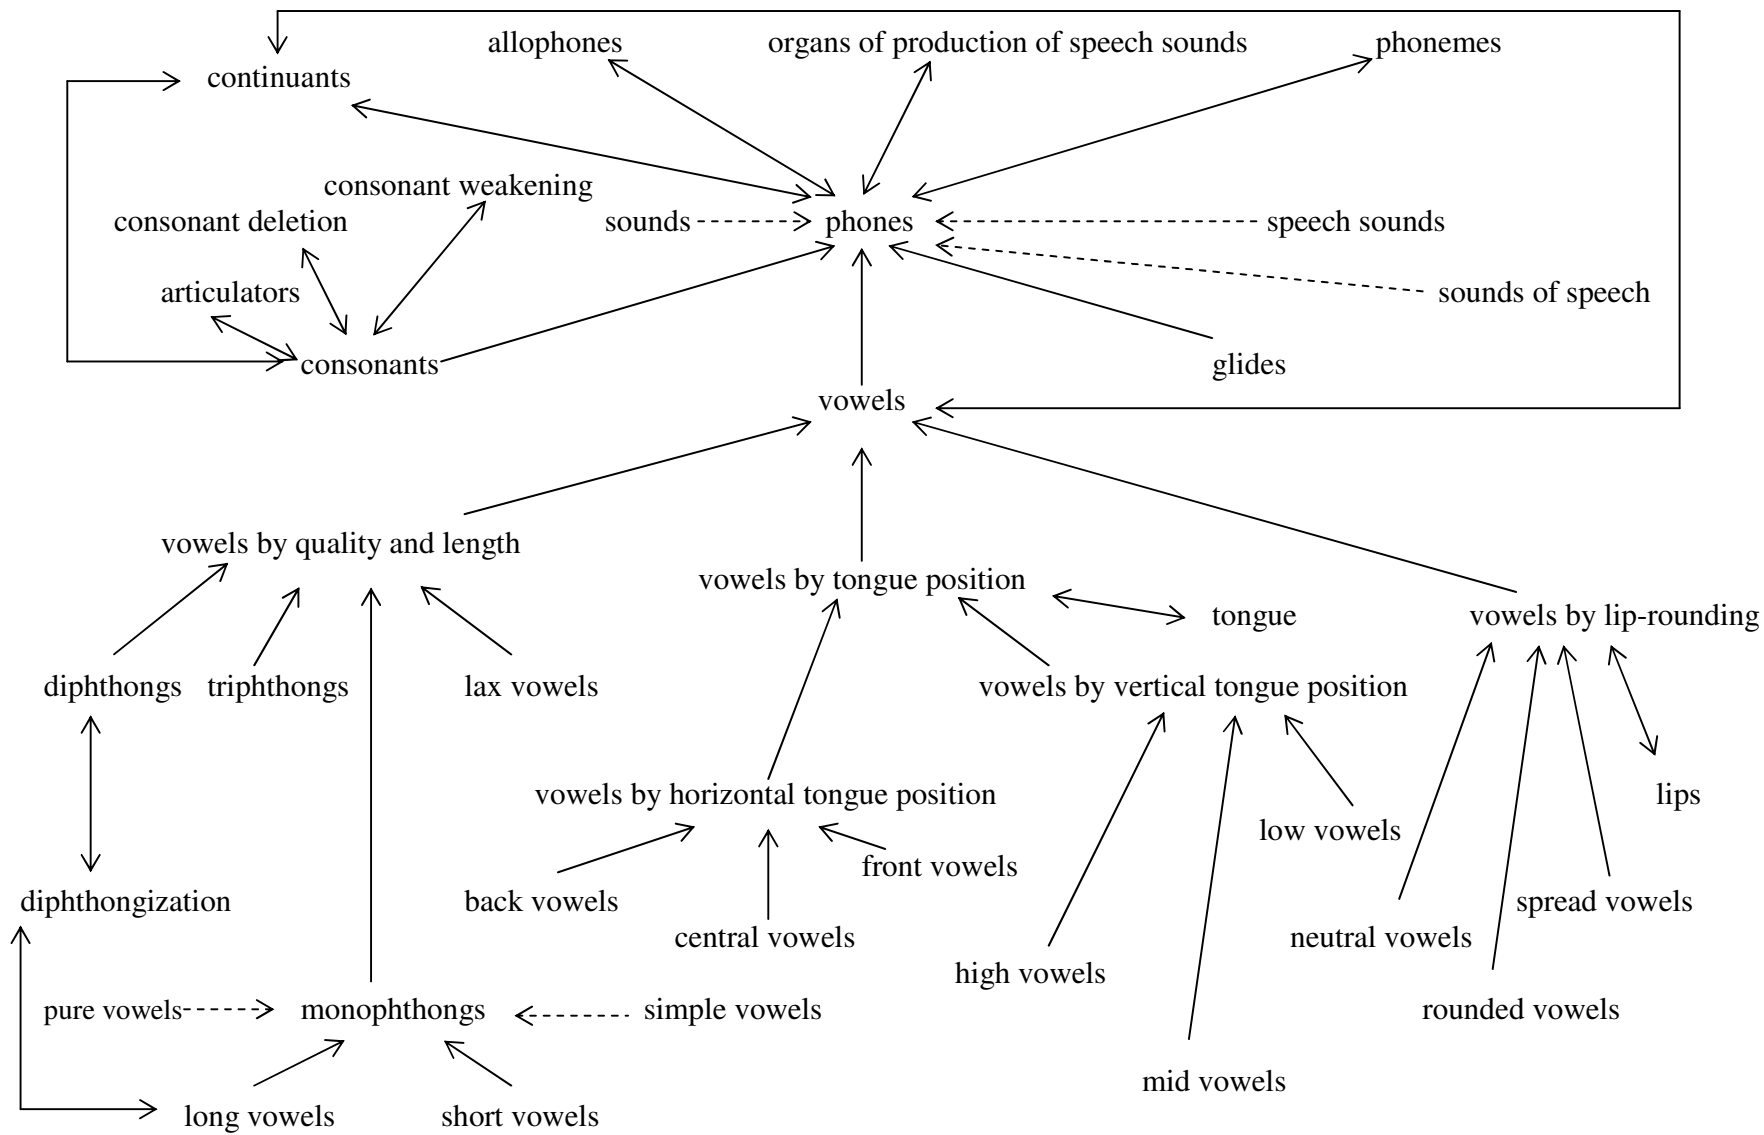 allophones
organs of production of speech sounds
phonemes
continuants
consonant weakening
consonant deletion
sounds
phones
speech sounds
articulators
sounds of speech
consonants
glides
vowels
vowels by quality and length
vowels by tongue position
tongue
vowels by lip-rounding
diphthongs
triphthongs
lax vowels
vowels by vertical tongue position
vowels by horizontal tongue position
lips
low vowels
front vowels
diphthongization
back vowels
spread vowels
central vowels
neutral vowels
high vowels
pure vowels
monophthongs
simple vowels
rounded vowels
mid vowels
long vowels
short vowels